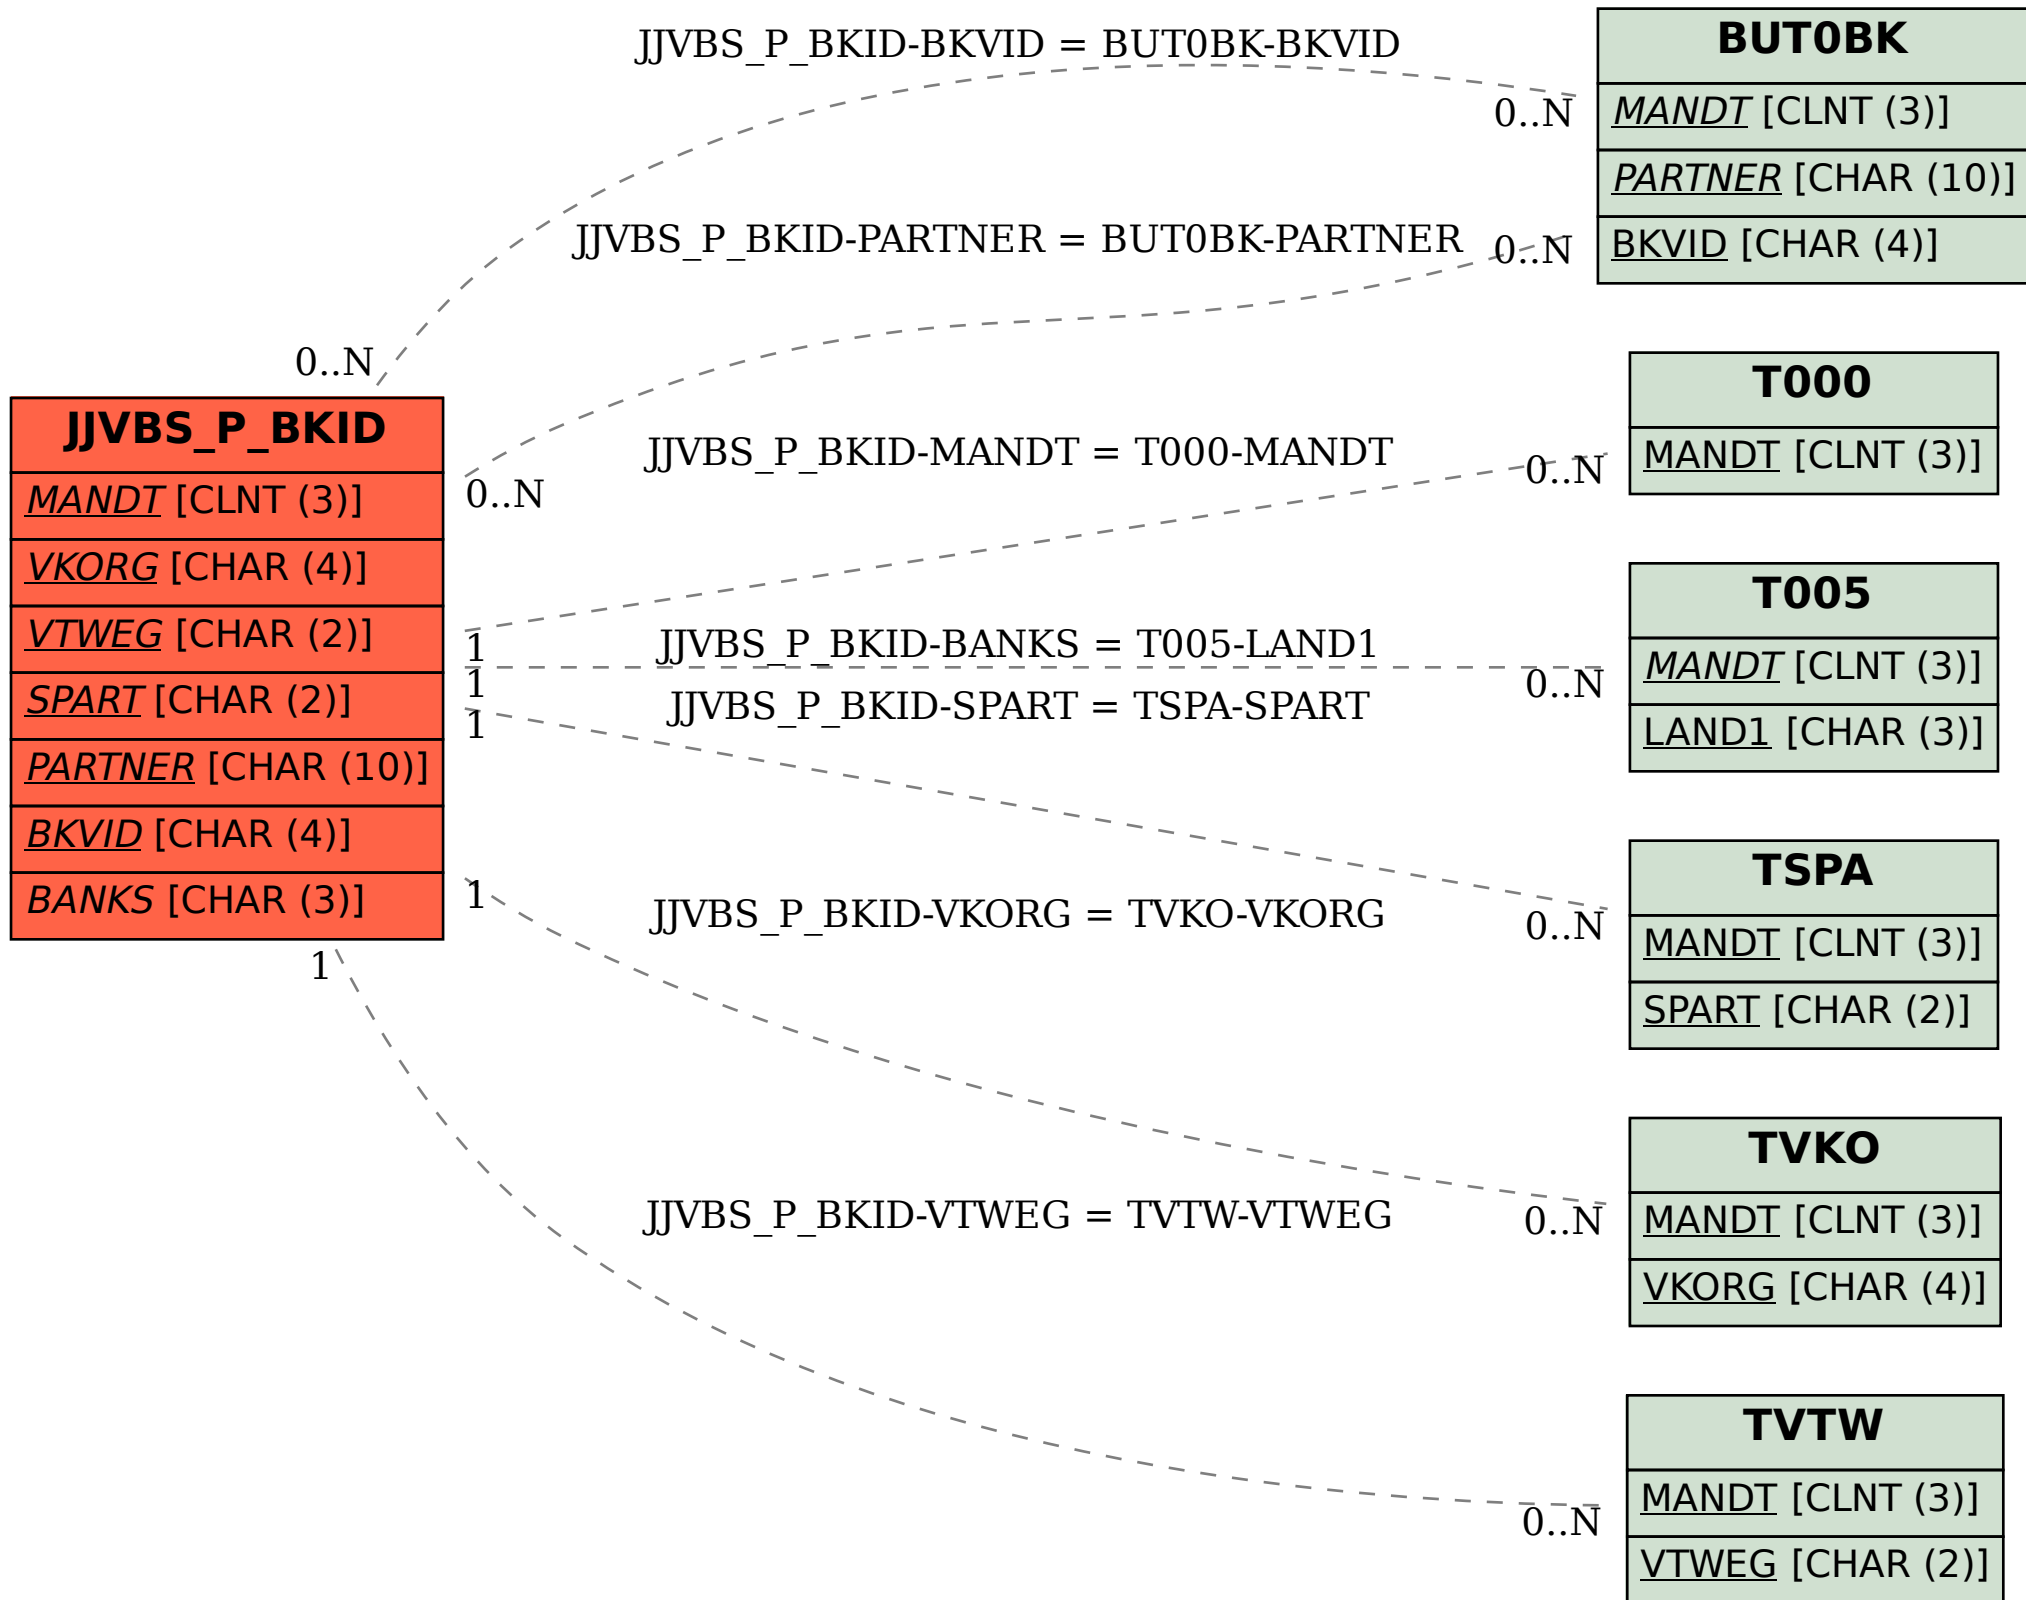 JJVBS_P_BKID-BKVID = BUT0BK-BKVID
0..N
0..N
BUT0BK
MANDT [CLNT (3)]
PARTNER [CHAR (10)]
BKVID [CHAR (4)]
JJVBS_P_BKID-PARTNER = BUT0BK-PARTNER
0..N
0..N
JJVBS_P_BKID
MANDT [CLNT (3)]
VKORG [CHAR (4)]
VTWEG [CHAR (2)]
SPART [CHAR (2)]
PARTNER [CHAR (10)]
BKVID [CHAR (4)]
BANKS [CHAR (3)]
JJVBS_P_BKID-MANDT = T000-MANDT
1
0..N
T000
MANDT [CLNT (3)]
JJVBS_P_BKID-BANKS = T005-LAND1
1
0..N
T005
MANDT [CLNT (3)]
LAND1 [CHAR (3)]
JJVBS_P_BKID-SPART = TSPA-SPART
1
0..N
TSPA
MANDT [CLNT (3)]
SPART [CHAR (2)]
JJVBS_P_BKID-VKORG = TVKO-VKORG
1
0..N
TVKO
MANDT [CLNT (3)]
VKORG [CHAR (4)]
JJVBS_P_BKID-VTWEG = TVTW-VTWEG
1
0..N
TVTW
MANDT [CLNT (3)]
VTWEG [CHAR (2)]